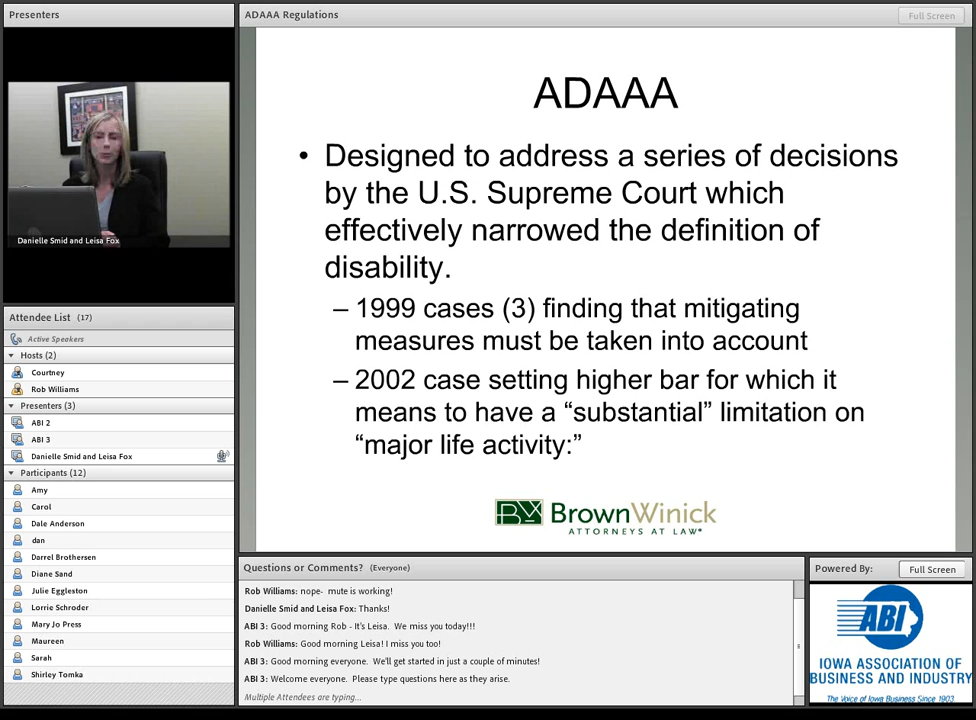 Presenters
Danielle Smid and Leisa Fox
Attendee List (17)
Active Speakers
Hosts (2)
Courtney
Rob Williams
Presenters (3)
ABI 2
ABI 3
Danielle Smid and Leisa Fox
Participants (12)
Amy
Carol
Dale Anderson
dan
Darrel Brothersen
Diane Sand
Julie Eggleston
Lorrie Schroder
Mary Jo Press
Maureen
Sarah
Shirley Tomka
ADAAA Regulations
Full Screen
ADAAA
• Designed to address a series of decisions
by the U.S. Supreme Court which
effectively narrowed the definition of
disability.
– 1999 cases (3) finding that mitigating
measures must be taken into account
– 2002 case setting higher bar for which it
means to have a “substantial” limitation on
“major life activity:”
BW BrownWinick
ATTORNEYS AT LAW®
Questions or Comments? (Everyone)
Rob Williams: nope- mute is working!
Danielle Smid and Leisa Fox: Thanks!
ABI 3: Good morning Rob - It's Leisa. We miss you today!!!
Rob Williams: Good morning Leisa! I miss you too!
ABI 3: Good morning everyone. We'll get started in just a couple of minutes!
ABI 3: Welcome everyone. Please type questions here as they arise.
Multiple Attendees are typing...
Powered By:
Full Screen
ABI
IOWA ASSOCIATION OF
BUSINESS AND INDUSTRY
The Voice of Iowa Business Since 1903.